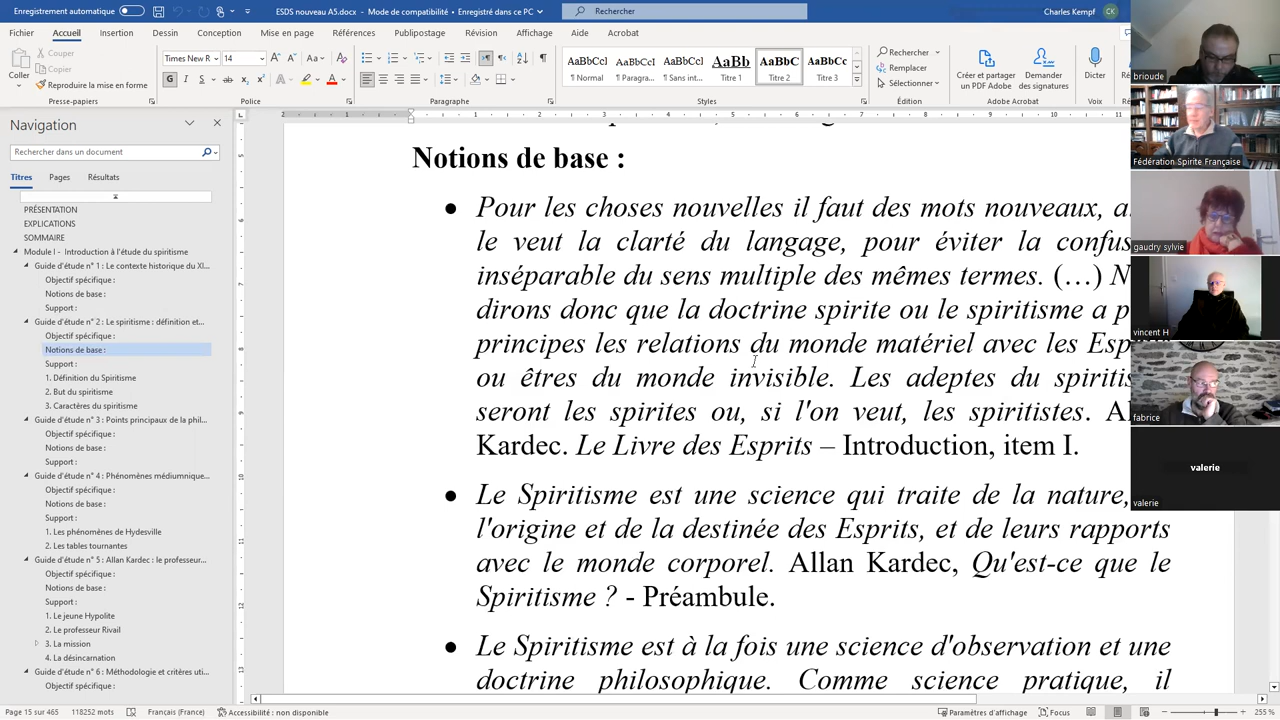 Enregistrement automatique
ESDS nouveau A5.docx - Mode de compatibilité • Enregistré dans ce PC
Rechercher
Charles Kempf
CK
Fichier Accueil Insertion Dessin Conception Mise en page Références Publipostage Révision Affichage Aide Acrobat
Coller
Couper
Copier
Reproduire la mise en forme
Presse-papiers
Times New R 14
Police
Paragraphe
AaBbCcI AaBbCcI AaBbCcI AaBb AaBbC AaBbCc
¶ Normal ¶ Paragra... ¶ Sans int... Titre 1 Titre 2 Titre 3
Styles
Rechercher
Remplacer
Sélectionner
Édition
Créer et partager un PDF Adobe
Demander des signatures
Adobe Acrobat
Dicter
Voix
Navigation
Rechercher dans un document
Titres Pages Résultats
PRÉSENTATION
EXPLICATIONS
SOMMAIRE
Module I - Introduction à l'étude du spiritisme
Guide d'étude n° 1 : Le contexte historique du XI...
Objectif spécifique :
Notions de base :
Support :
Guide d'étude n° 2 : Le spiritisme : définition et...
Objectif spécifique :
Notions de base :
Support :
1. Définition du Spiritisme
2. But du spiritisme
3. Caractères du spiritisme
Guide d'étude n° 3 : Points principaux de la phil...
Objectif spécifique :
Notions de base :
Support :
Guide d'étude n° 4 : Phénomènes médiumnique...
Objectif spécifique :
Notions de base :
Support :
1. Les phénomènes de Hydesville
2. Les tables tournantes
Guide d'étude n° 5 : Allan Kardec : le professeur...
Objectif spécifique :
Notions de base :
Support :
1. Le jeune Hypolite
2. Le professeur Rivail
3. La mission
4. La désincarnation
Guide d'étude n° 6 : Méthodologie et critères uti...
Objectif spécifique :
Notions de base :
• Pour les choses nouvelles il faut des mots nouveaux, a
le veut la clarté du langage, pour éviter la confus
inséparable du sens multiple des mêmes termes. (…) N
dirons donc que la doctrine spirite ou le spiritisme a p
principes les relations du monde matériel avec les Esp
ou êtres du monde invisible. Les adeptes du spiritis
seront les spirites ou, si l'on veut, les spiritistes. Al
Kardec. Le Livre des Esprits – Introduction, item I.
• Le Spiritisme est une science qui traite de la nature,
l'origine et de la destinée des Esprits, et de leurs rapports
avec le monde corporel. Allan Kardec, Qu'est-ce que le
Spiritisme ? - Préambule.
• Le Spiritisme est à la fois une science d'observation et une
doctrine philosophique. Comme science pratique, il
brioude
Fédération Spirite Française
gaudry sylvie
vincent H
fabrice
valerie
valerie
Page 15 sur 465 118252 mots Français (France) Accessibilité : non disponible
Paramètres d'affichage Focus 255 %